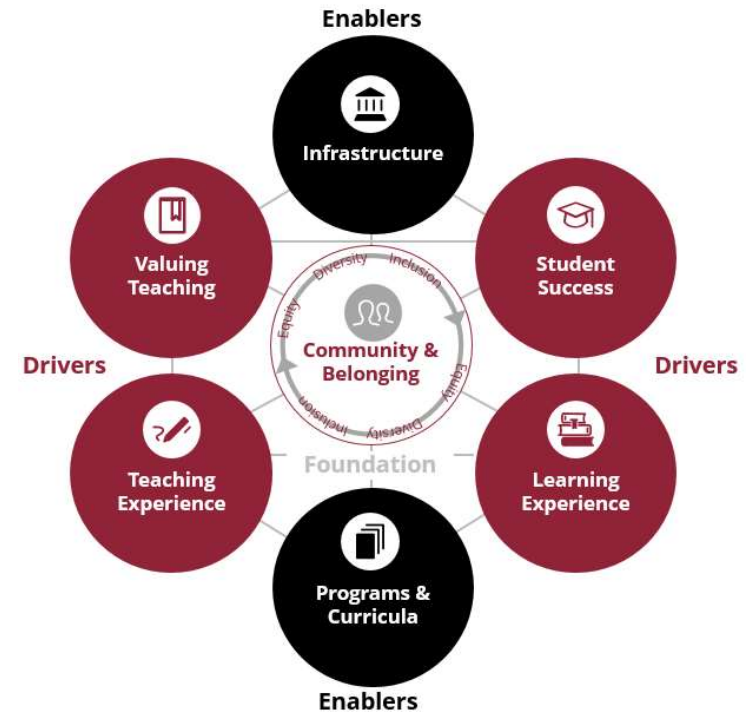 Enablers
Infrastructure
Valuing
Teaching
Student
Success
Equity
Diversity
Inclusion
Community &
Belonging
Equity
Diversity
Inclusion
Drivers
Drivers
Foundation
Teaching
Experience
Learning
Experience
Programs &
Curricula
Enablers